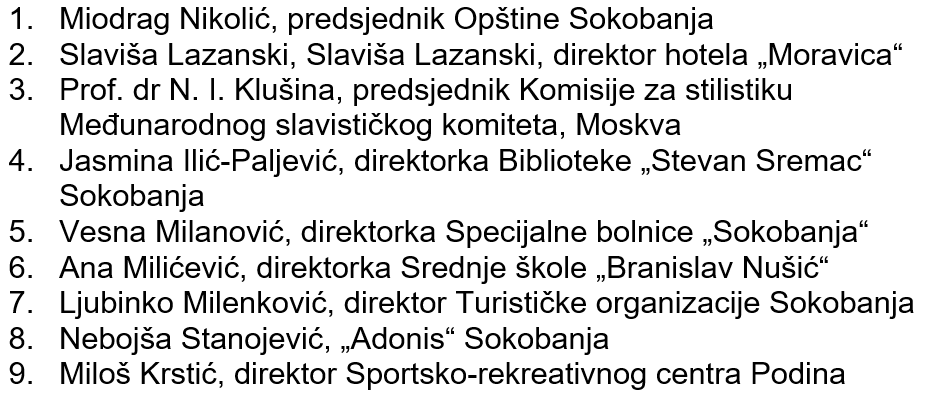 1. Miodrag Nikolić, predsjednik Opštine Sokobanja
2. Slaviša Lazanski, Slaviša Lazanski, direktor hotela „Moravica“
3. Prof. dr N. I. Klušina, predsjednik Komisije za stilistiku
Međunarodnog slavističkog komiteta, Moskva
4. Jasmina Ilić-Paljević, direktorka Biblioteke „Stevan Sremac“
Sokobanja
5. Vesna Milanović, direktorka Specijalne bolnice „Sokobanja“
6. Ana Milićević, direktorka Srednje škole „Branislav Nušić“
7. Ljubinko Milenković, direktor Turističke organizacije Sokobanja
8. Nebojša Stanojević, „Adonis“ Sokobanja
9. Miloš Krstić, direktor Sportsko-rekreativnog centra Podina